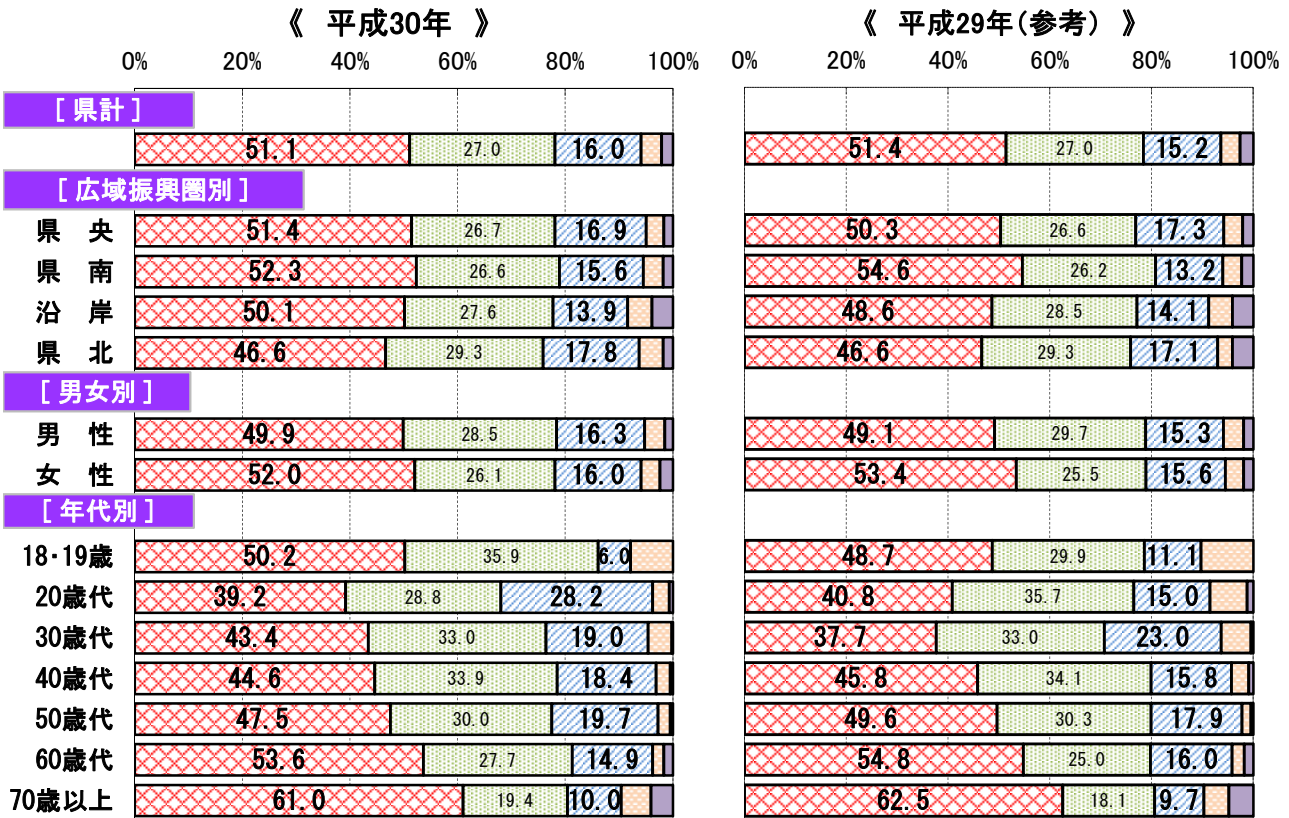 《 平成30年 》 《 平成29年(参考) 》
0% 20% 40% 60% 80% 100% 0% 20% 40% 60% 80% 100%
[ 県計 ]
51.1 27.0 16.0 51.4 27.0 15.2
[ 広域振興圏別 ]
県 央 51.4 26.7 16.9 50.3 26.6 17.3
県 南 52.3 26.6 15.6 54.6 26.2 13.2
沿 岸 50.1 27.6 13.9 48.6 28.5 14.1
県 北 46.6 29.3 17.8 46.6 29.3 17.1
[ 男女別 ]
男 性 49.9 28.5 16.3 49.1 29.7 15.3
女 性 52.0 26.1 16.0 53.4 25.5 15.6
[ 年代別 ]
18・19歳 50.2 35.9 6.0 48.7 29.9 11.1
20歳代 39.2 28.8 28.2 40.8 35.7 15.0
30歳代 43.4 33.0 19.0 37.7 33.0 23.0
40歳代 44.6 33.9 18.4 45.8 34.1 15.8
50歳代 47.5 30.0 19.7 49.6 30.3 17.9
60歳代 53.6 27.7 14.9 54.8 25.0 16.0
70歳以上 61.0 19.4 10.0 62.5 18.1 9.7